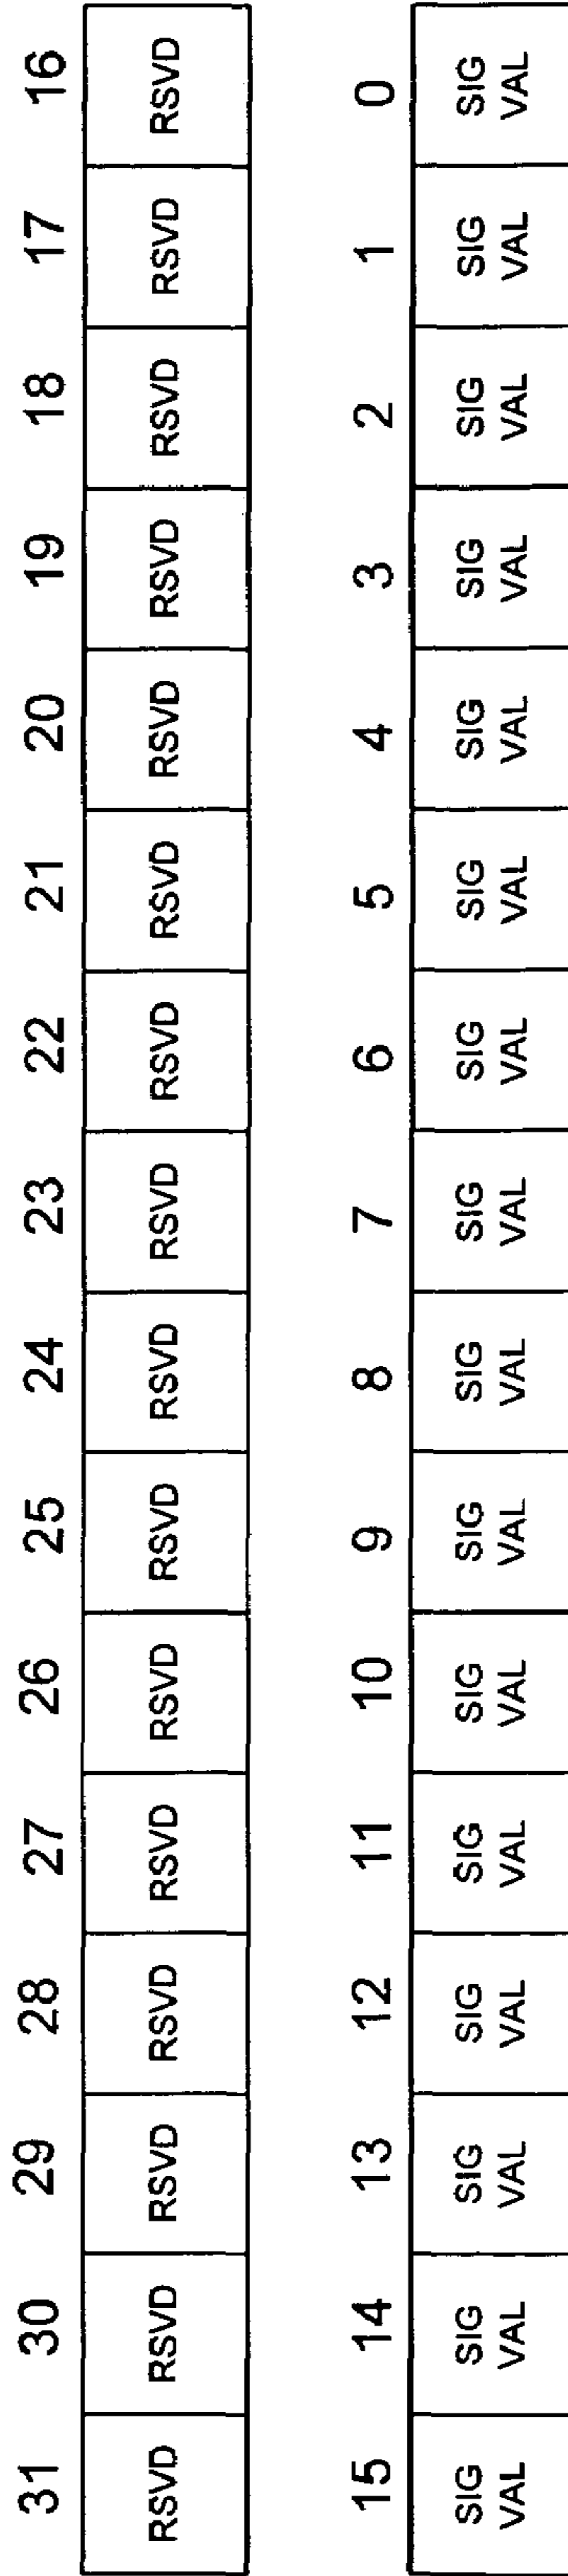 31 30 29 28 27 26 25 24 23 22 21 20 19 18 17 16
RSVD RSVD RSVD RSVD RSVD RSVD RSVD RSVD RSVD RSVD RSVD RSVD RSVD RSVD RSVD RSVD
15 14 13 12 11 10 9 8 7 6 5 4 3 2 1 0
SIG SIG SIG SIG SIG SIG SIG SIG SIG SIG SIG SIG SIG SIG SIG SIG
VAL VAL VAL VAL VAL VAL VAL VAL VAL VAL VAL VAL VAL VAL VAL VAL